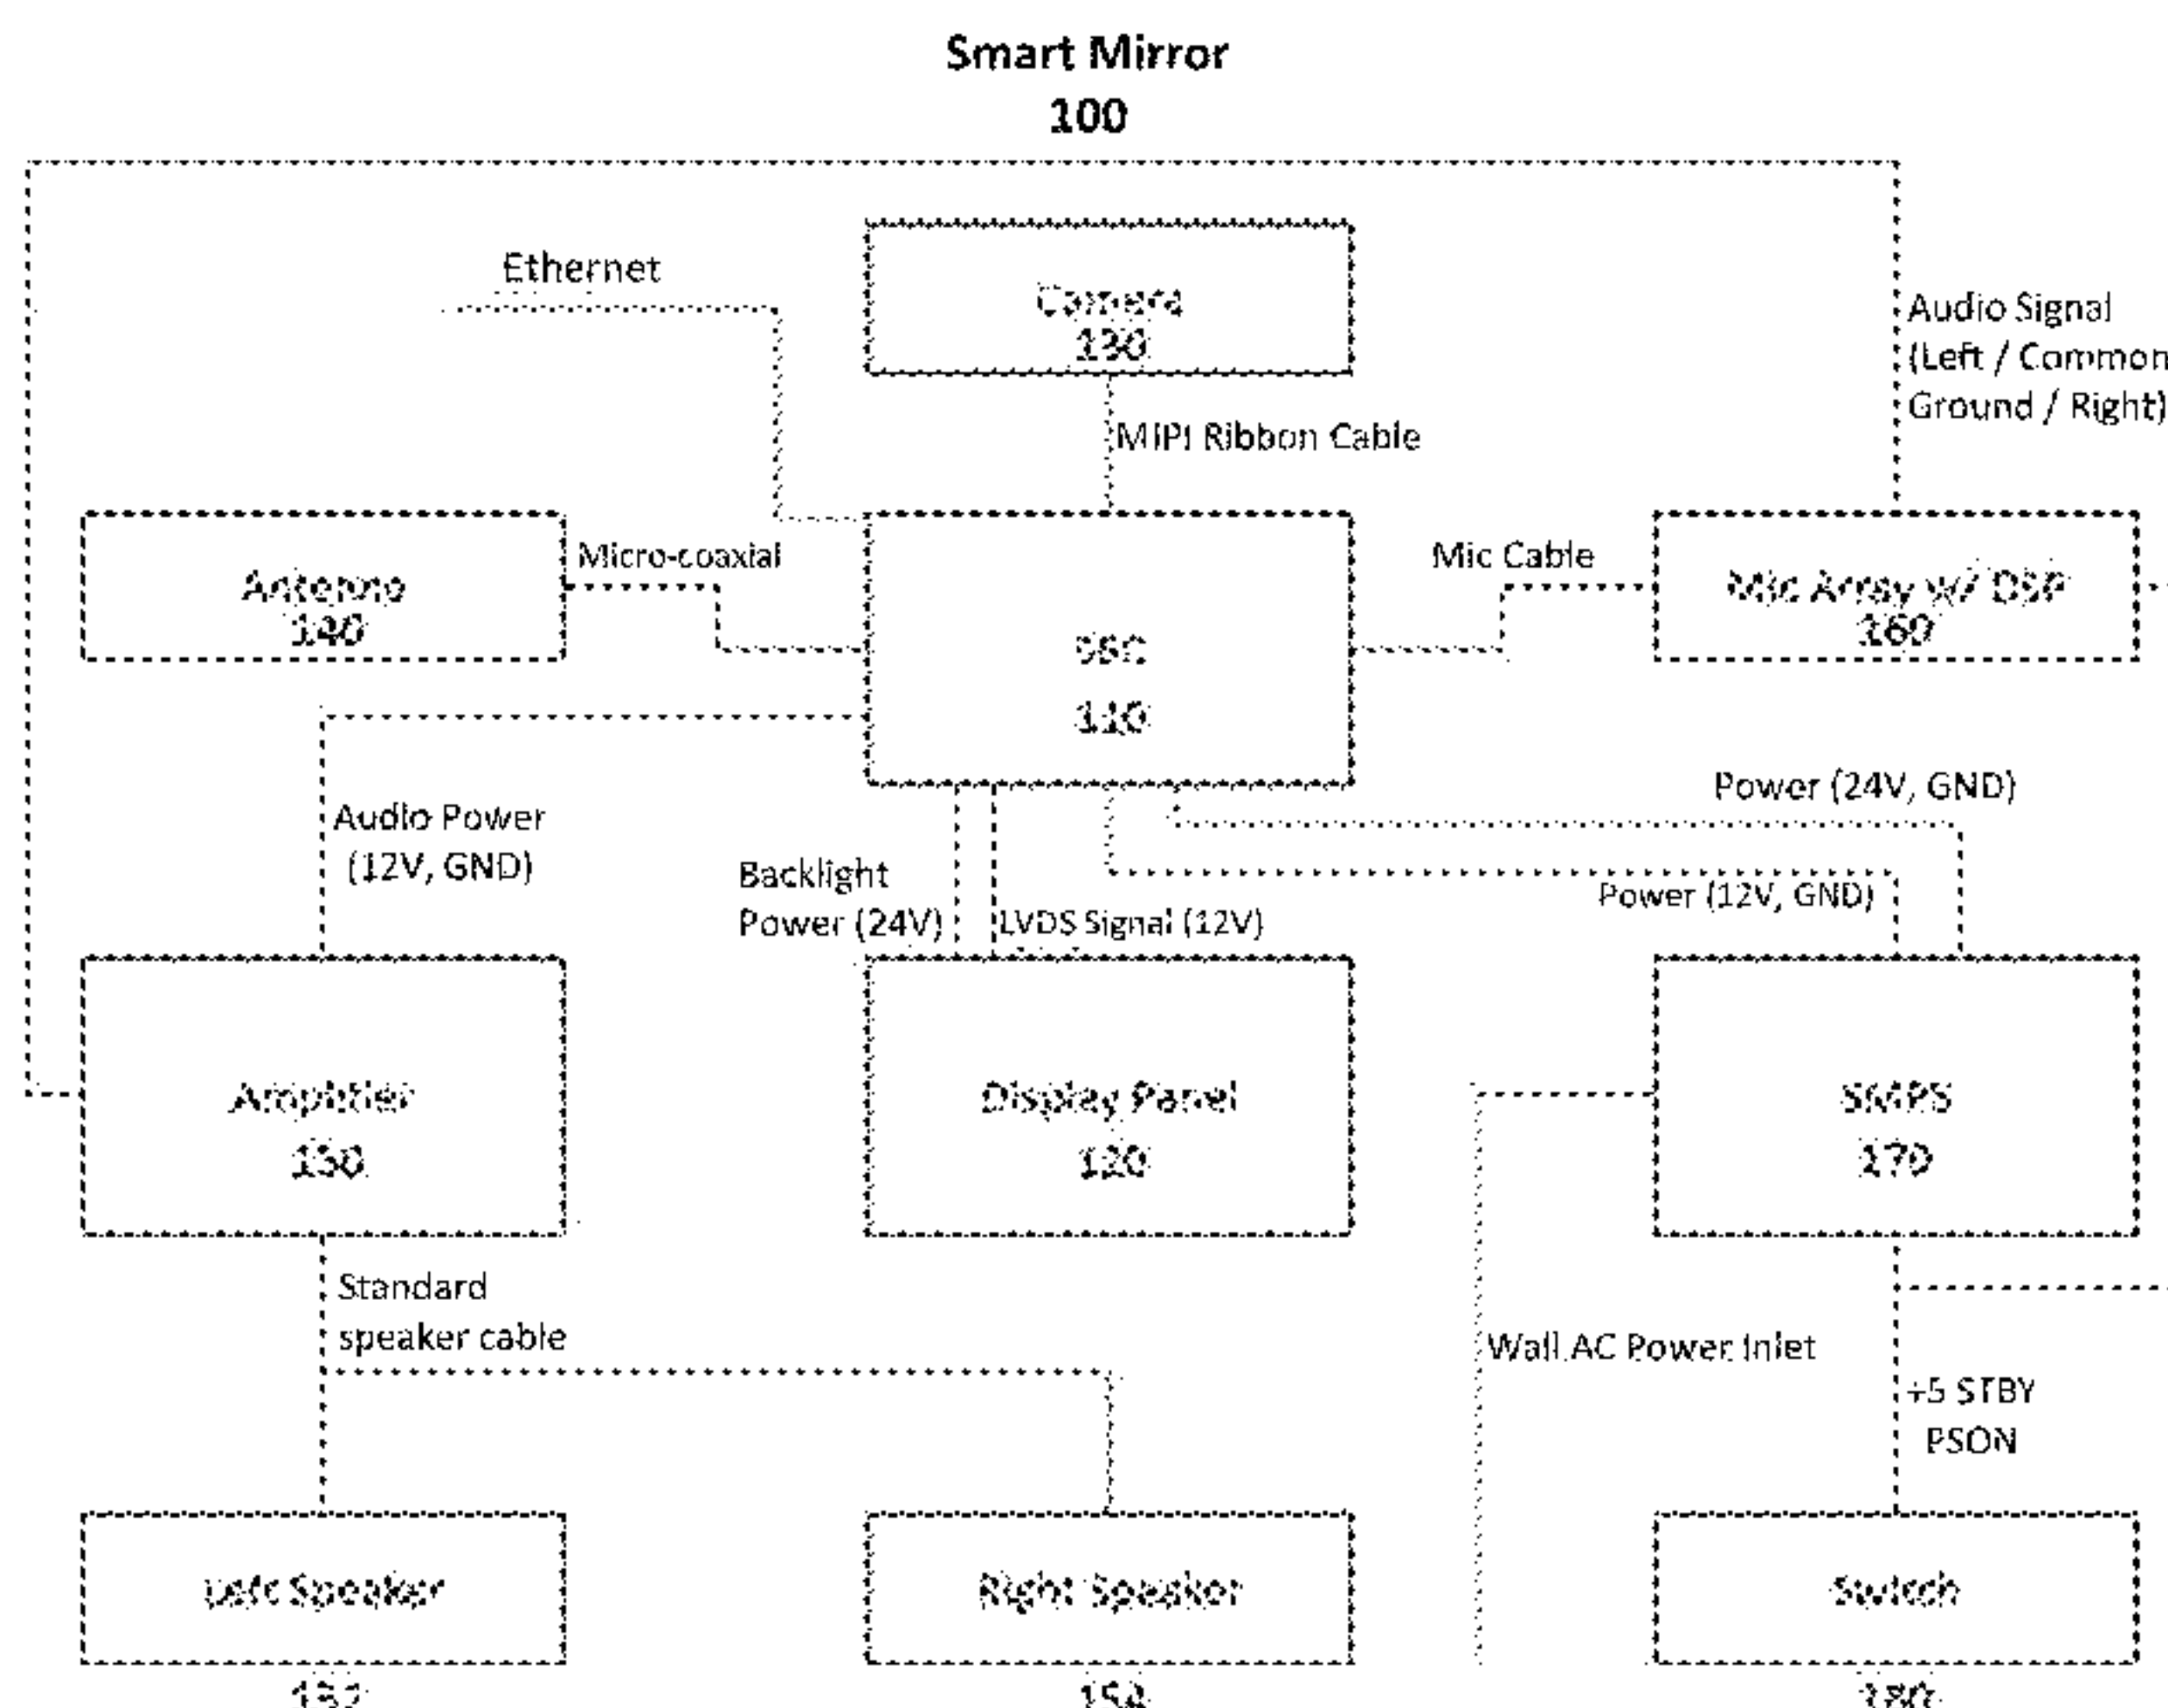 Smart Mirror
100
Ethernet
Camera
130
Audio Signal
(Left / Common
Ground / Right)
MIPI Ribbon Cable
Antenna
140
Micro-coaxial
SBC
110
Mic Cable
Mic Array w/ DSP
160
Audio Power
(12V, GND)
Backlight
Power (24V)
LVDS Signal (12V)
Power (24V, GND)
Power (12V, GND)
Amplifier
150
Display Panel
120
SMPS
170
Standard
speaker cable
Wall AC Power Inlet
+5 STBY
PSON
Left Speaker
Right Speaker
Switch